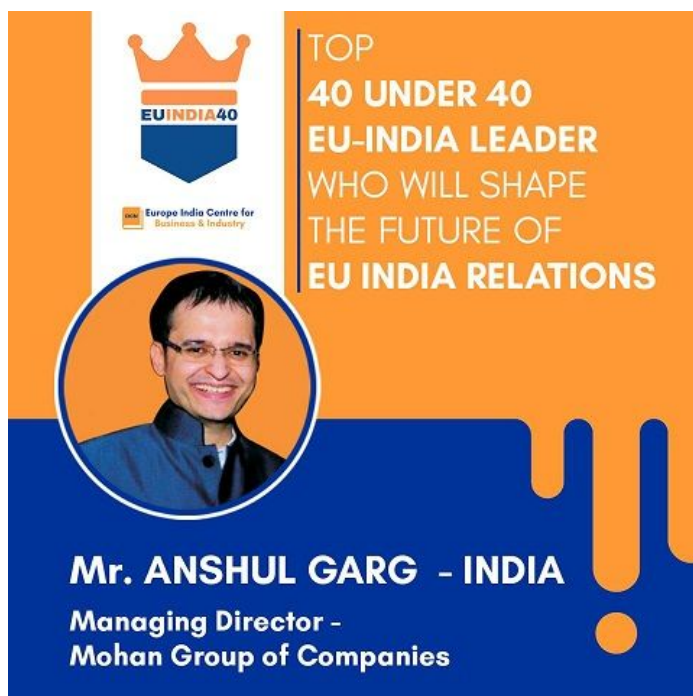 EUINDIA40
EICBI
Europe India Centre for
Business & Industry
TOP
40 UNDER 40
EU-INDIA LEADER
WHO WILL SHAPE
THE FUTURE OF
EU INDIA RELATIONS
Mr. ANSHUL GARG - INDIA
Managing Director -
Mohan Group of Companies